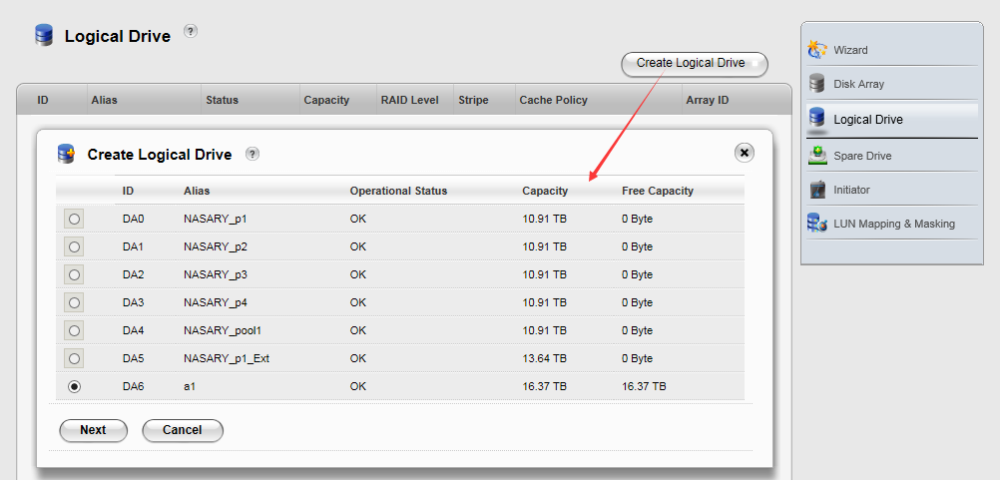 Logical Drive ?
Create Logical Drive
ID Alias Status Capacity RAID Level Stripe Cache Policy Array ID
Create Logical Drive ?
ID Alias Operational Status Capacity Free Capacity
DA0 NASARY_p1 OK 10.91 TB 0 Byte
DA1 NASARY_p2 OK 10.91 TB 0 Byte
DA2 NASARY_p3 OK 10.91 TB 0 Byte
DA3 NASARY_p4 OK 10.91 TB 0 Byte
DA4 NASARY_pool1 OK 10.91 TB 0 Byte
DA5 NASARY_p1_Ext OK 13.64 TB 0 Byte
DA6 a1 OK 16.37 TB 16.37 TB
Next Cancel
Wizard
Disk Array
Logical Drive
Spare Drive
Initiator
LUN Mapping & Masking